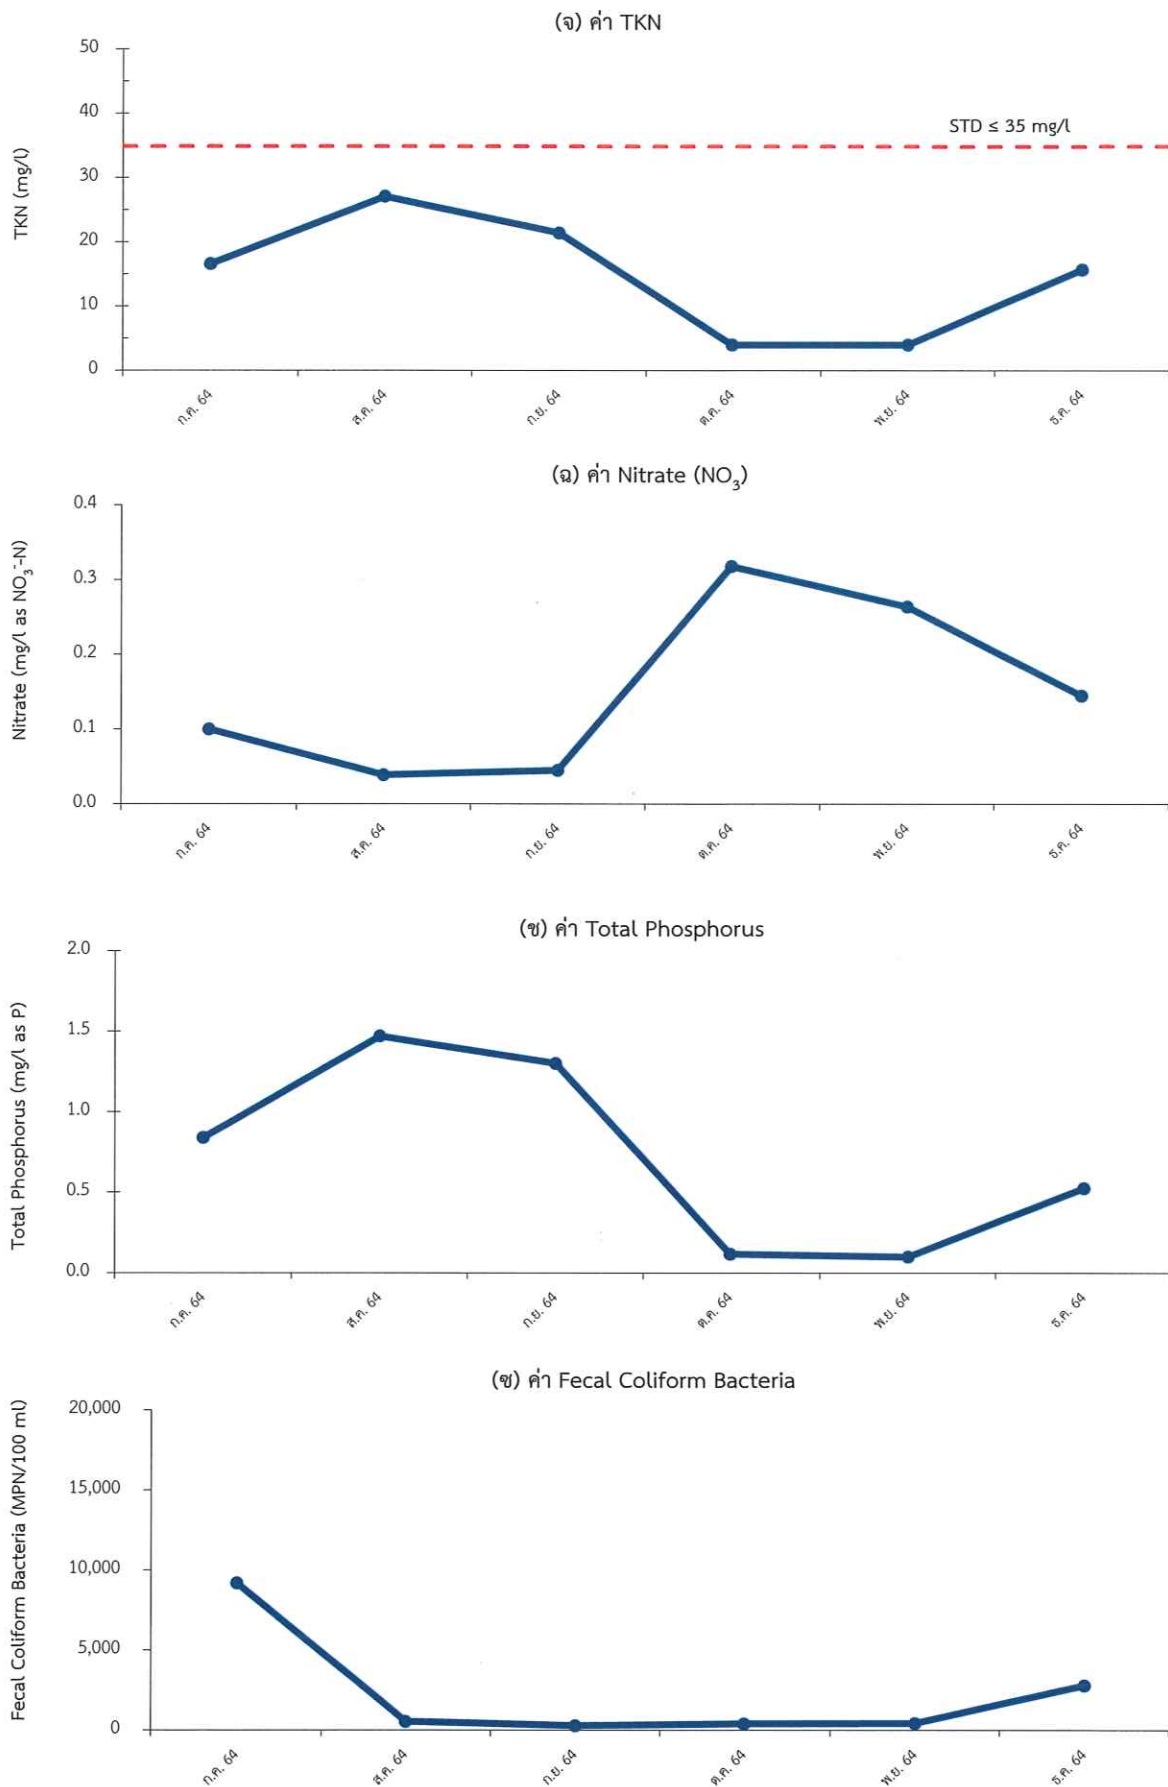 (จ) ค่า TKN
50
40
30
20
10
0
TKN (mg/l)
STD ≤ 35 mg/l
ก.ค. 64
ส.ค. 64
ก.ย. 64
ต.ค. 64
พ.ย. 64
ธ.ค. 64
(ฉ) ค่า Nitrate (NO₃)
0.4
0.3
0.2
0.1
0.0
Nitrate (mg/l as NO₃⁻-N)
ก.ค. 64
ส.ค. 64
ก.ย. 64
ต.ค. 64
พ.ย. 64
ธ.ค. 64
(ช) ค่า Total Phosphorus
2.0
1.5
1.0
0.5
0.0
Total Phosphorus (mg/l as P)
ก.ค. 64
ส.ค. 64
ก.ย. 64
ต.ค. 64
พ.ย. 64
ธ.ค. 64
(ซ) ค่า Fecal Coliform Bacteria
20,000
15,000
10,000
5,000
0
Fecal Coliform Bacteria (MPN/100 ml)
ก.ค. 64
ส.ค. 64
ก.ย. 64
ต.ค. 64
พ.ย. 64
ธ.ค. 64